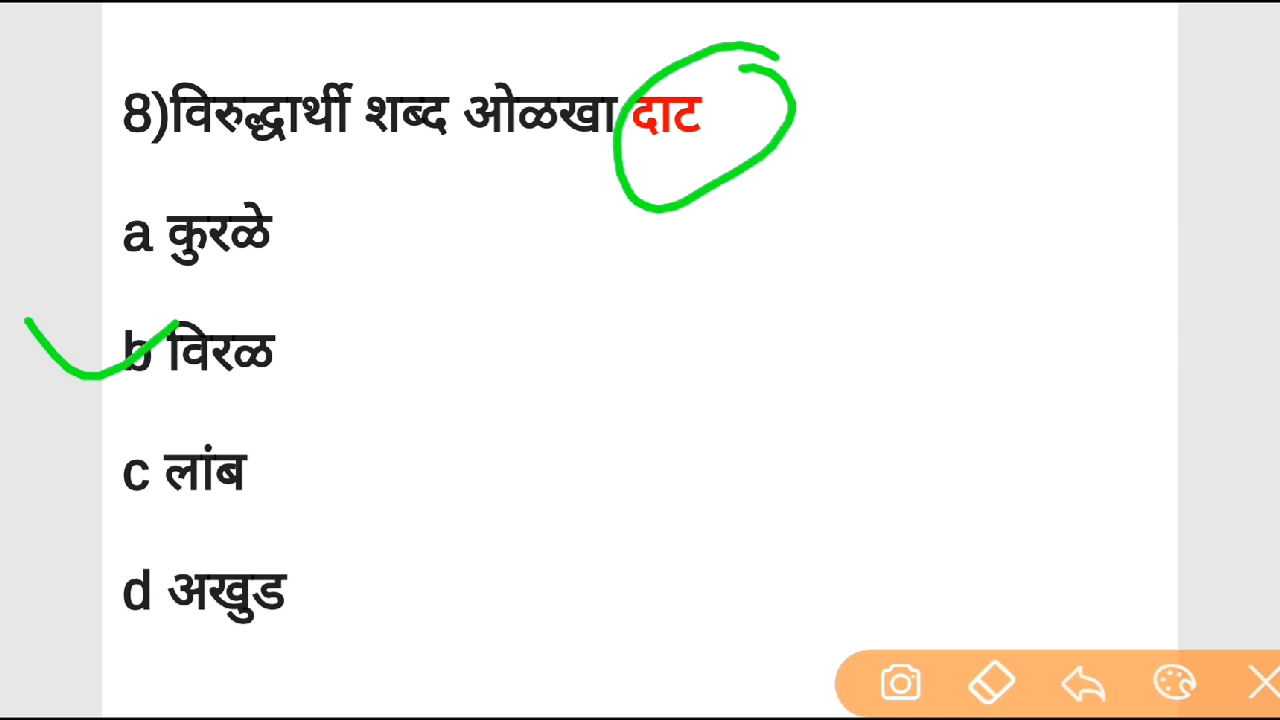 8)विरुद्धार्थी शब्द ओळखा दाट
a कुरळे
b विरळ
c लांब
d अखुड